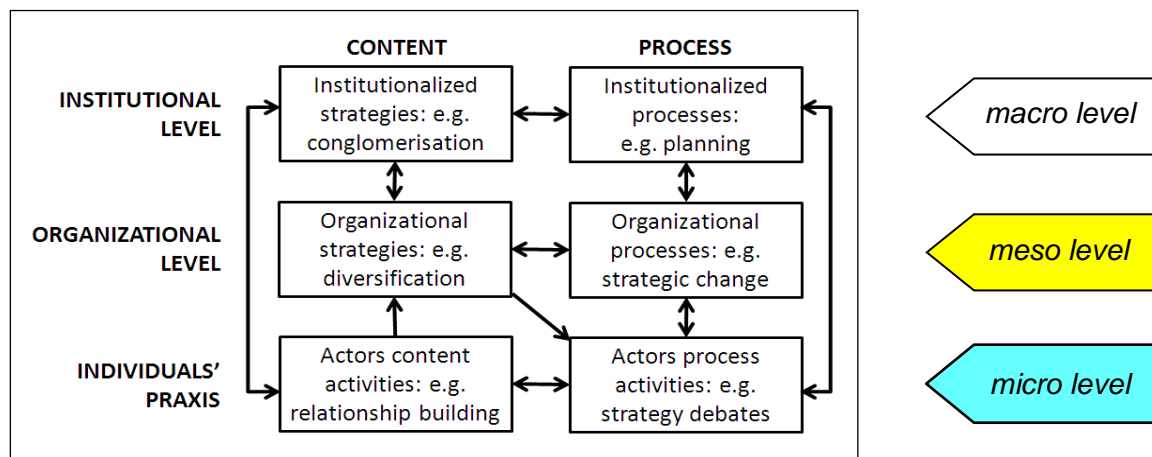 CONTENT
PROCESS
INSTITUTIONAL
LEVEL
Institutionalized
strategies: e.g.
conglomerisation
Institutionalized
processes:
e.g. planning
macro level
ORGANIZATIONAL
LEVEL
Organizational
strategies: e.g.
diversification
Organizational
processes: e.g.
strategic change
meso level
INDIVIDUALS’
PRAXIS
Actors content
activities: e.g.
relationship building
Actors process
activities: e.g.
strategy debates
micro level